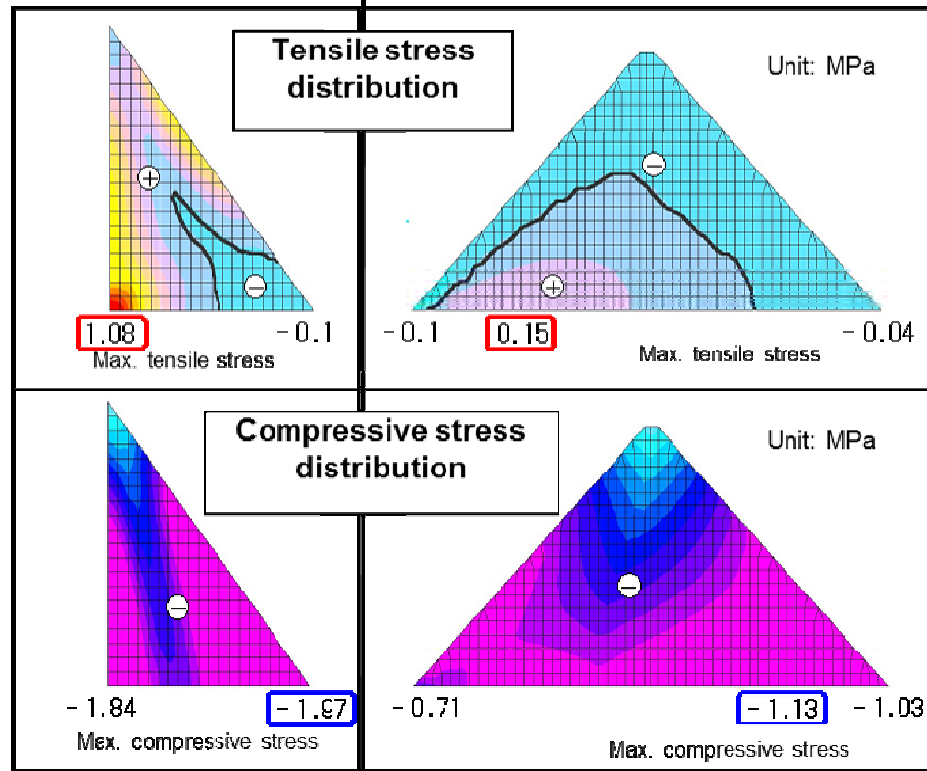 Tensile stress
distribution
Unit: MPa
+
−
−
+
1.08
- 0.1
- 0.1
0.15
- 0.04
Max. tensile stress
Max. tensile stress
Compressive stress
distribution
Unit: MPa
−
−
- 1.84
- 1.97
- 0.71
- 1.13
- 1.03
Max. compressive stress
Max. compressive stress